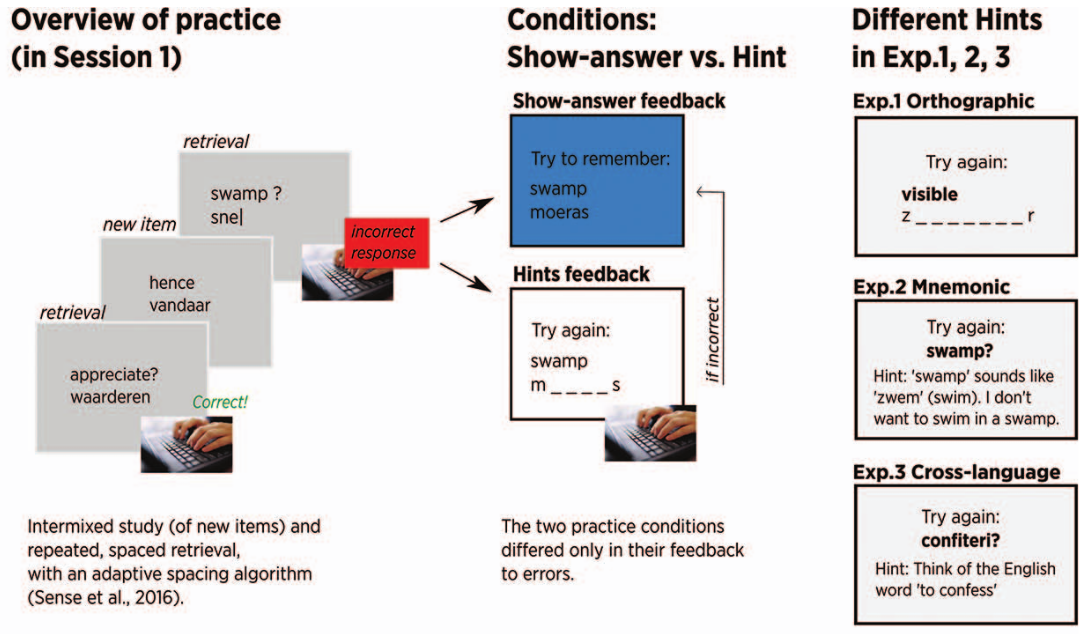 Overview of practice
(in Session 1)
retrieval
swamp ?
sne|
new item
hence
vandaar
retrieval
appreciate?
waarderen
Correct!
incorrect
response
Intermixed study (of new items) and
repeated, spaced retrieval,
with an adaptive spacing algorithm
(Sense et al., 2016).
Conditions:
Show-answer vs. Hint
Show-answer feedback
Try to remember:
swamp
moeras
Hints feedback
Try again:
swamp
m _ _ _ _ s
if incorrect
The two practice conditions
differed only in their feedback
to errors.
Different Hints
in Exp.1, 2, 3
Exp.1 Orthographic
Try again:
visible
z _ _ _ _ _ _ _ r
Exp.2 Mnemonic
Try again:
swamp?
Hint: 'swamp' sounds like
'zwem' (swim). I don't
want to swim in a swamp.
Exp.3 Cross-language
Try again:
confiteri?
Hint: Think of the English
word 'to confess'